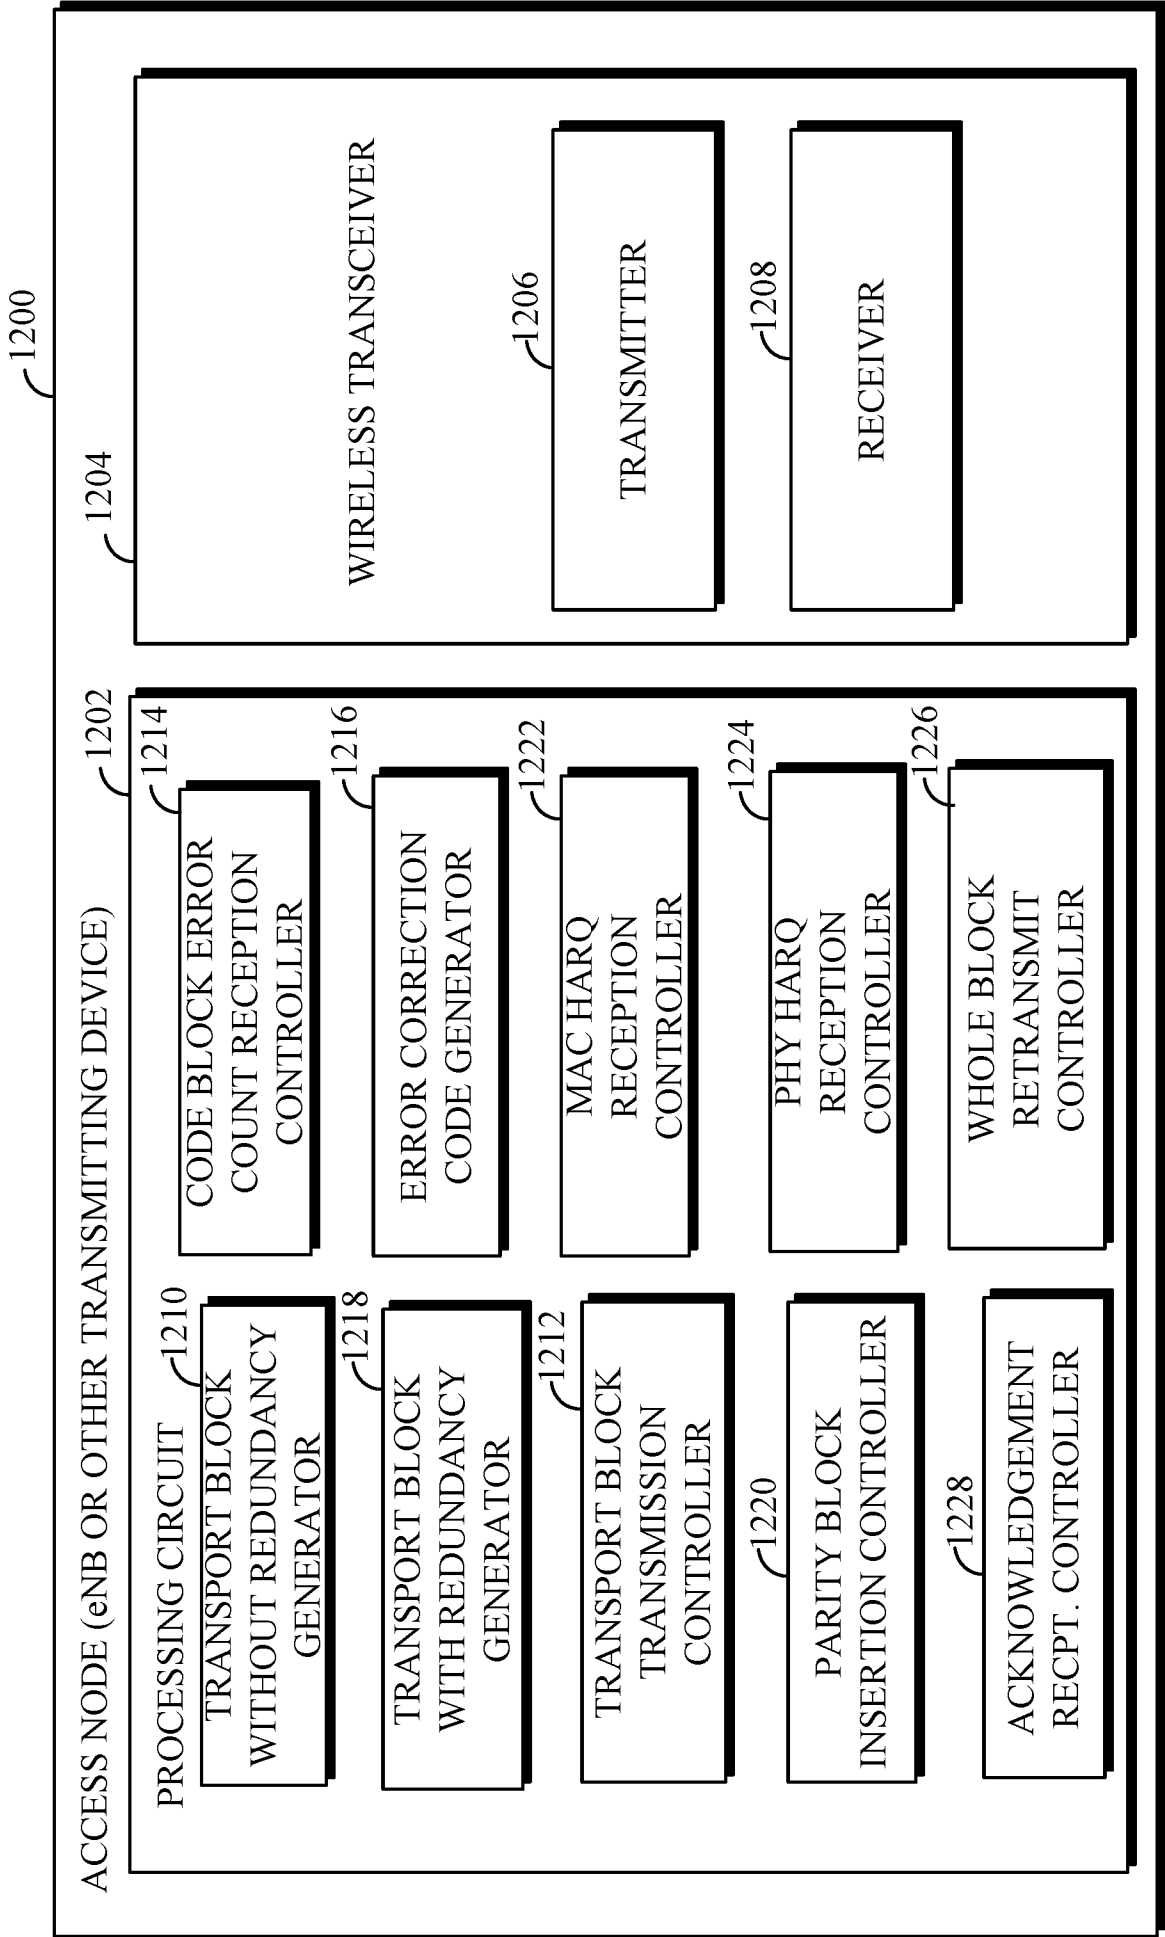 1200
ACCESS NODE (eNB OR OTHER TRANSMITTING DEVICE)
1202
PROCESSING CIRCUIT
1210
TRANSPORT BLOCK
WITHOUT REDUNDANCY
GENERATOR
1218
TRANSPORT BLOCK
WITH REDUNDANCY
GENERATOR
1212
TRANSPORT BLOCK
TRANSMISSION
CONTROLLER
1220
PARITY BLOCK
INSERTION CONTROLLER
1228
ACKNOWLEDGEMENT
RECPT. CONTROLLER
1214
CODE BLOCK ERROR
COUNT RECEPTION
CONTROLLER
1216
ERROR CORRECTION
CODE GENERATOR
1222
MAC HARQ
RECEPTION
CONTROLLER
1224
PHY HARQ
RECEPTION
CONTROLLER
1226
WHOLE BLOCK
RETRANSMIT
CONTROLLER
1204
WIRELESS TRANSCEIVER
1206
TRANSMITTER
1208
RECEIVER